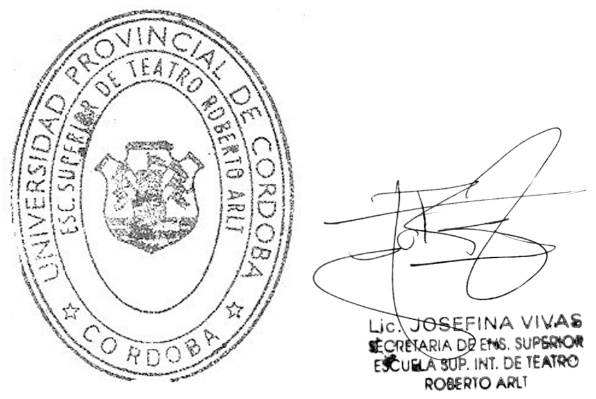 UNIVERSIDAD PROVINCIAL DE CORDOBA
ESC. SUPERIOR DE TEATRO ROBERTO ARLT
CORDOBA
Lic. JOSEFINA VIVAS
SECRETARIA DE ENS. SUPERIOR
ESCUELA SUP. INT. DE TEATRO
ROBERTO ARLT